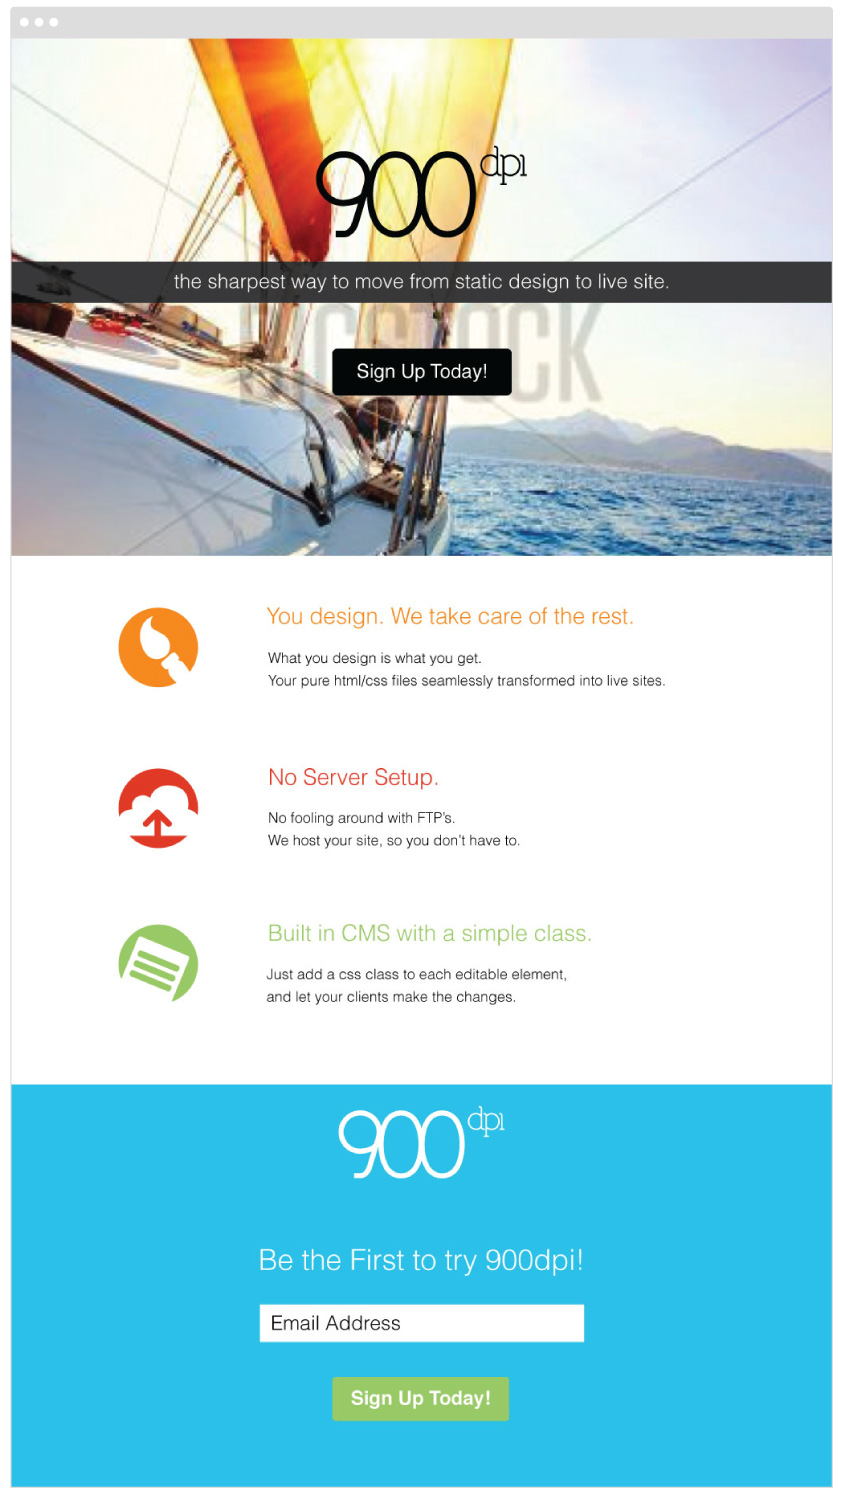 900 dpi
the sharpest way to move from static design to live site.
Sign Up Today!
You design. We take care of the rest.
What you design is what you get.
Your pure html/css files seamlessly transformed into live sites.
No Server Setup.
No fooling around with FTP's.
We host your site, so you don't have to.
Built in CMS with a simple class.
Just add a css class to each editable element,
and let your clients make the changes.
900 dpi
Be the First to try 900dpi!
Email Address
Sign Up Today!